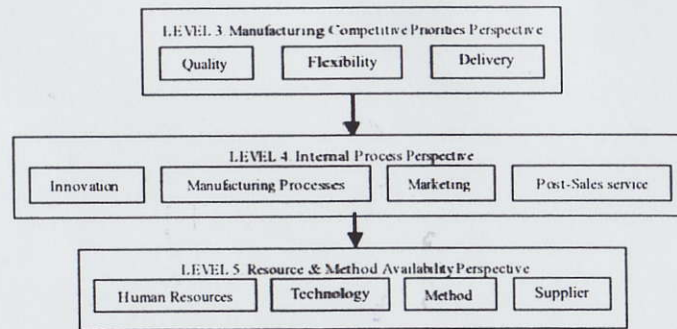 LEVEL 3. Manufacturing Competitive Priorities Perspective
Quality Flexibility Delivery
LEVEL 4. Internal Process Perspective
Innovation Manufacturing Processes Marketing Post-Sales service
LEVEL 5. Resource & Method Availability Perspective
Human Resources Technology Method Supplier